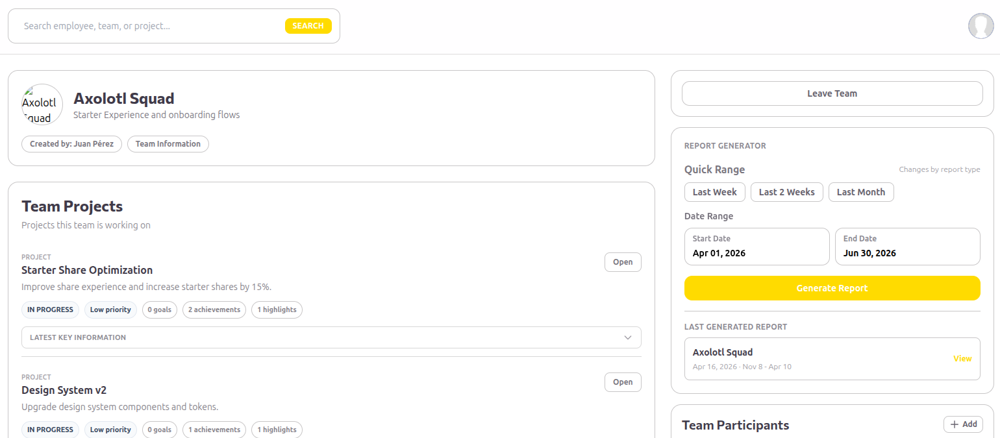 Search employee, team, or project...
SEARCH
Axolotl Squad
Axolotl Squad
Starter Experience and onboarding flows
Created by: Juan Pérez
Team Information
Team Projects
Projects this team is working on
PROJECT
Starter Share Optimization
Open
Improve share experience and increase starter shares by 15%.
IN PROGRESS
Low priority
0 goals
2 achievements
1 highlights
LATEST KEY INFORMATION
PROJECT
Design System v2
Open
Upgrade design system components and tokens.
IN PROGRESS
Low priority
0 goals
1 achievements
1 highlights
Leave Team
REPORT GENERATOR
Quick Range
Changes by report type
Last Week
Last 2 Weeks
Last Month
Date Range
Start Date
Apr 01, 2026
End Date
Jun 30, 2026
Generate Report
LAST GENERATED REPORT
Axolotl Squad
Apr 16, 2026 · Nov 8 - Apr 10
View
Team Participants
+ Add